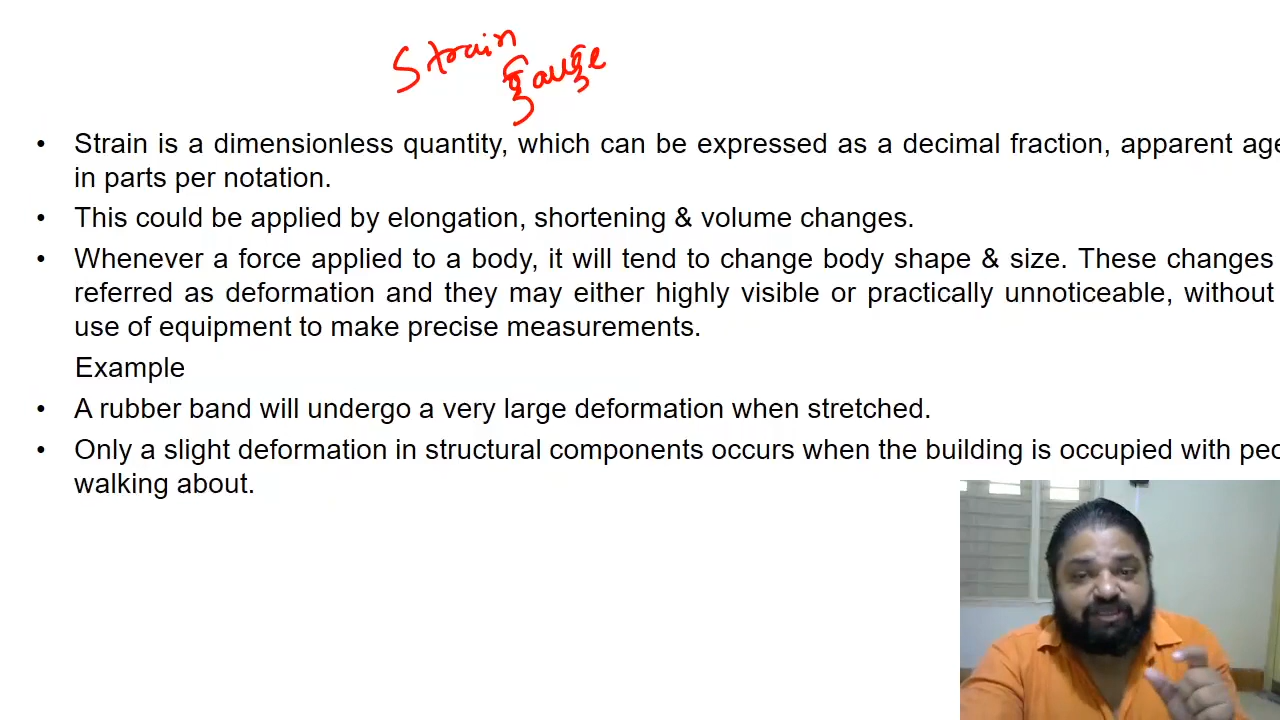 Strain
gauge
• Strain is a dimensionless quantity, which can be expressed as a decimal fraction, apparent age
in parts per notation.
• This could be applied by elongation, shortening & volume changes.
• Whenever a force applied to a body, it will tend to change body shape & size. These changes
referred as deformation and they may either highly visible or practically unnoticeable, without
use of equipment to make precise measurements.
Example
• A rubber band will undergo a very large deformation when stretched.
• Only a slight deformation in structural components occurs when the building is occupied with peo
walking about.